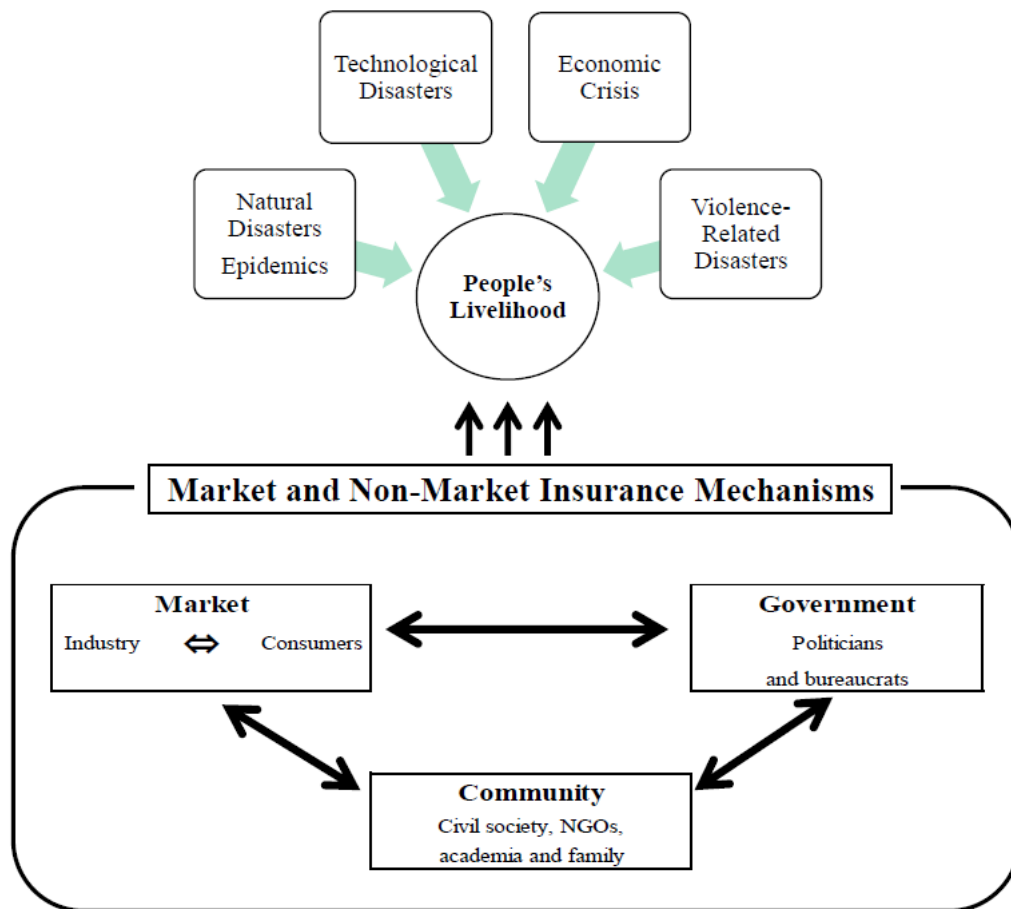 Technological
Disasters
Economic
Crisis
Natural
Disasters
Epidemics
Violence-
Related
Disasters
People’s
Livelihood
Market and Non-Market Insurance Mechanisms
Market
Industry ⇔ Consumers
Government
Politicians
and bureaucrats
Community
Civil society, NGOs,
academia and family